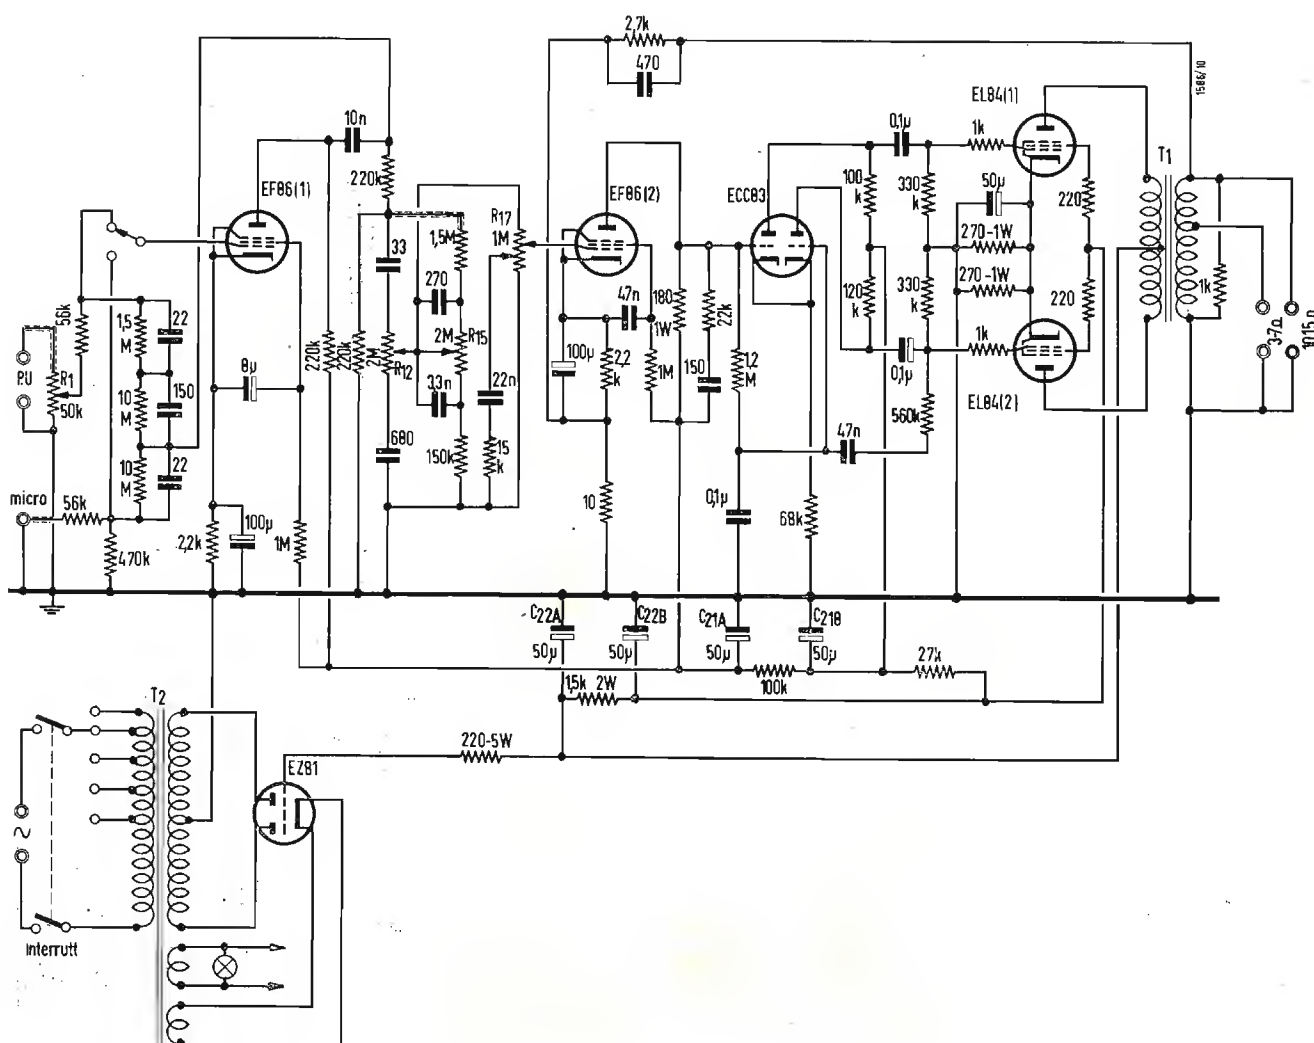 2,7k
470
1586/10
EL84(1)
10n
0,1µ
1k
T1
220k
EF86(1)
EF86(2)
ECC83
100
k
330
k
50µ
220
R17
1M
1,5M
33
270-1W
270
47n
180
1W
22k
120
k
330
k
270-1W
220
1k
56k
1,5
M
22
220k
220k
2M
R12
2M
R15
100µ
2,2
k
1M
150
1,2
M
0,1µ
1k
3-7Ω
10.15 Ω
P.U
R1
50k
10
M
150
8µ
33n
22n
EL84(2)
560k
680
150k
15
k
47n
10
M
22
micro
56k
10
0,1µ
68k
470k
2,2k
100µ
1M
C22A
50µ
C22B
50µ
C21A
50µ
C21B
50µ
27k
1,5k 2W
100k
T2
220-5W
EZ81
Interrutt